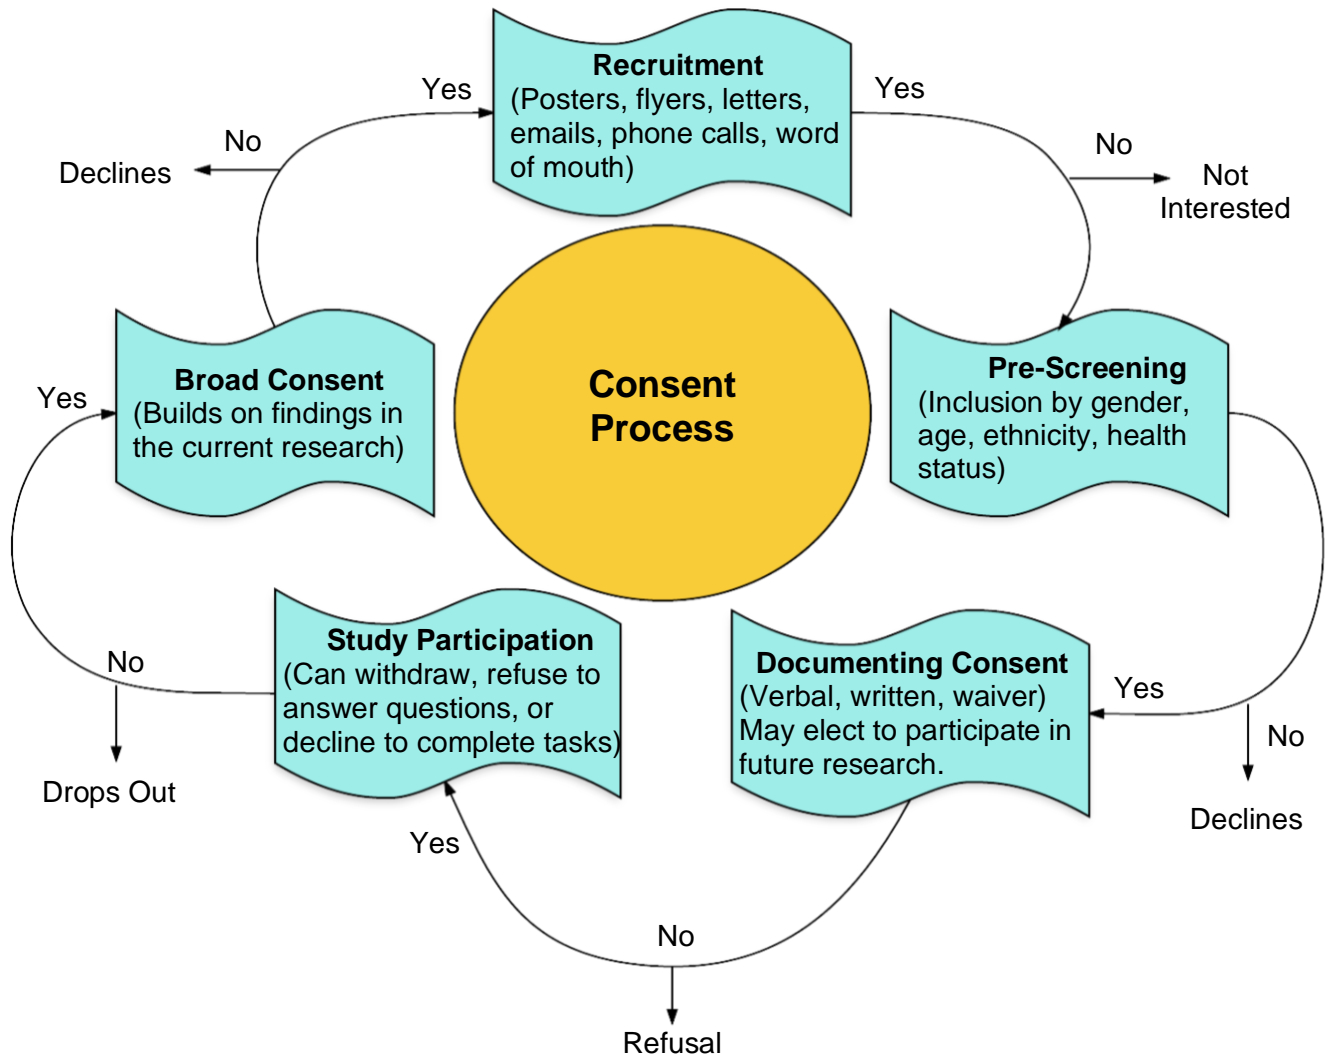 Recruitment
(Posters, flyers, letters,
emails, phone calls, word
of mouth)
Yes
No
Not
Interested
Pre-Screening
(Inclusion by gender,
age, ethnicity, health
status)
Yes
No
Declines
Documenting Consent
(Verbal, written, waiver)
May elect to participate in
future research.
No
Refusal
Yes
Study Participation
(Can withdraw, refuse to
answer questions, or
decline to complete tasks)
No
Drops Out
Yes
Broad Consent
(Builds on findings in
the current research)
No
Declines
Yes
Consent
Process